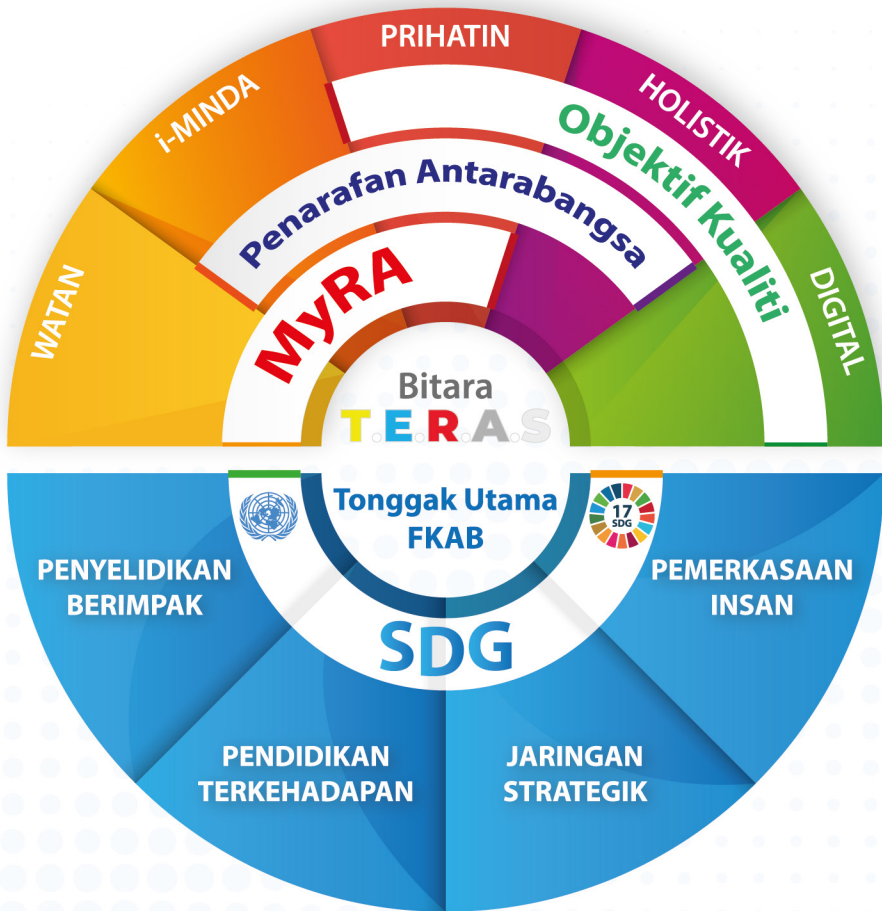 WATAN
i-MINDA
PRIHATIN
HOLISTIK
DIGITAL
Objektif Kualiti
Penarafan Antarabangsa
MyRA
Bitara
T.E.R.A.S
Tonggak Utama
FKAB
17
SDG
SDG
PENYELIDIKAN
BERIMPAK
PENDIDIKAN
TERKEHADAPAN
JARINGAN
STRATEGIK
PEMERKASAAN
INSAN